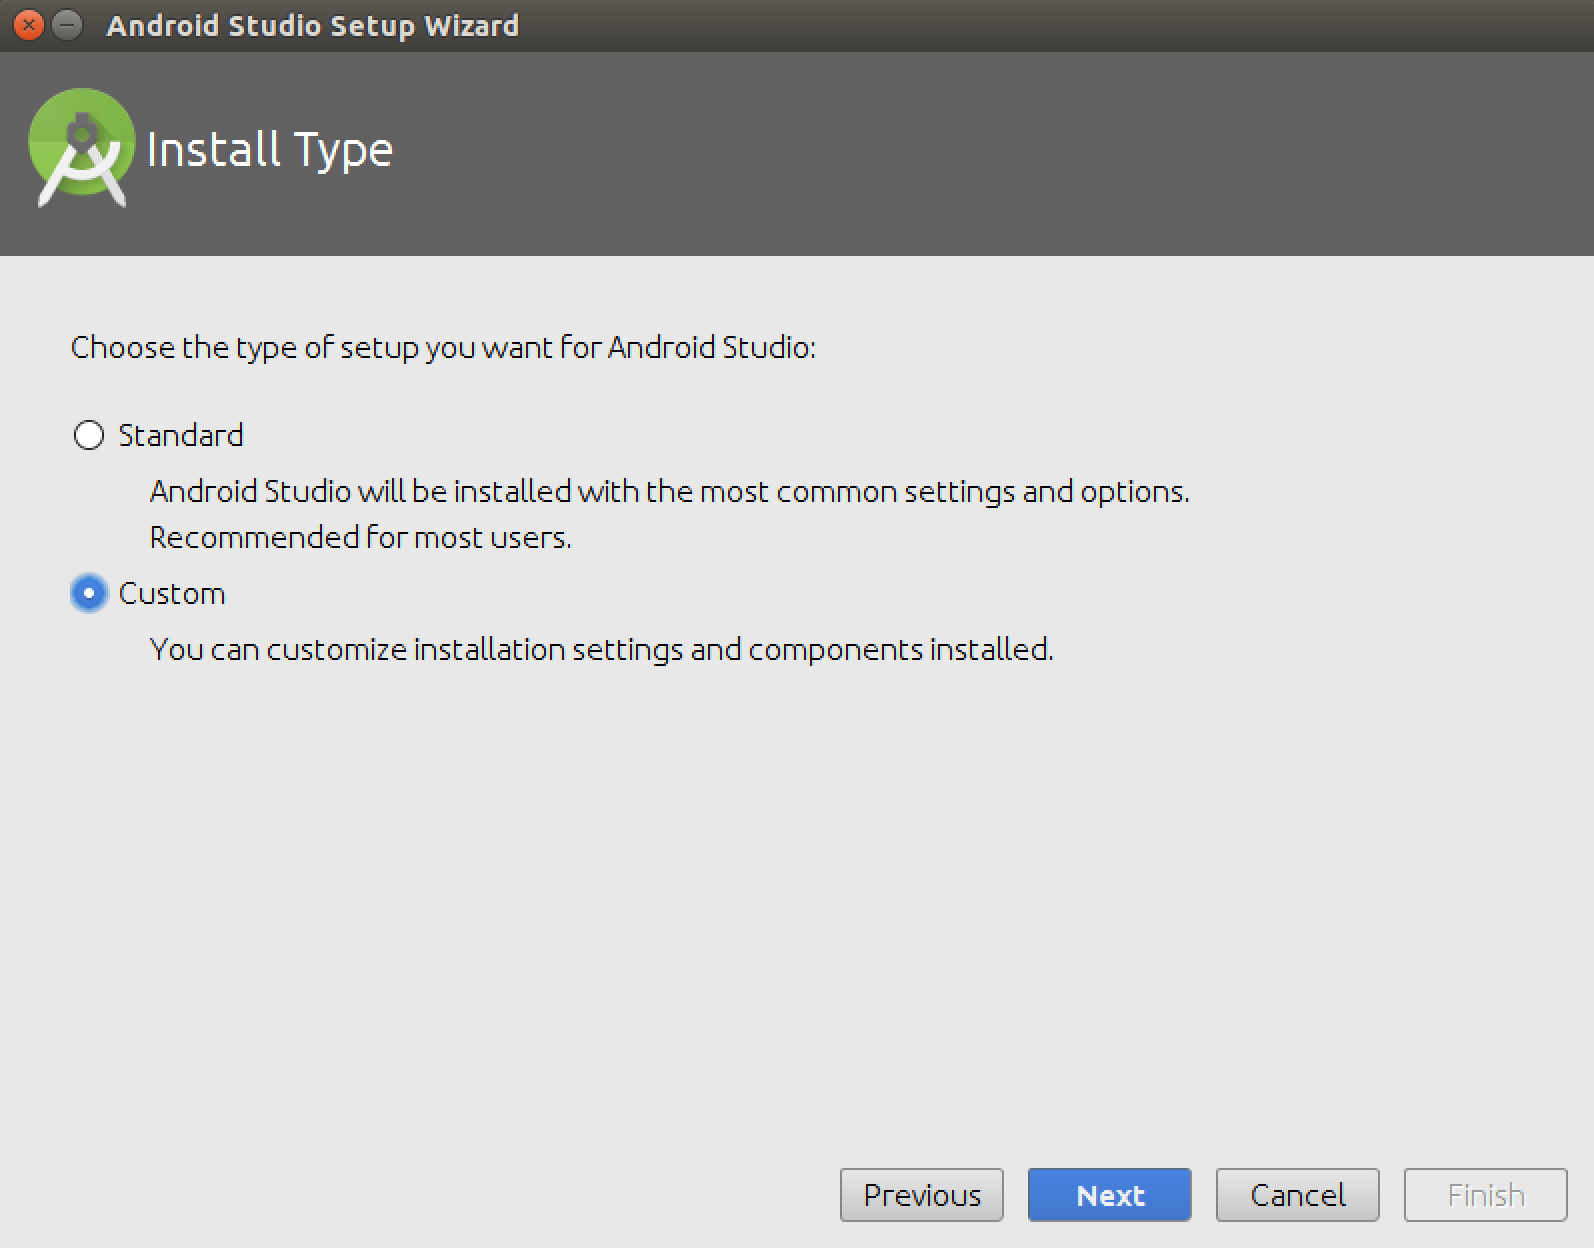 Android Studio Setup Wizard
Install Type
Choose the type of setup you want for Android Studio:
Standard
Android Studio will be installed with the most common settings and options.
Recommended for most users.
Custom
You can customize installation settings and components installed.
Previous Next Cancel Finish